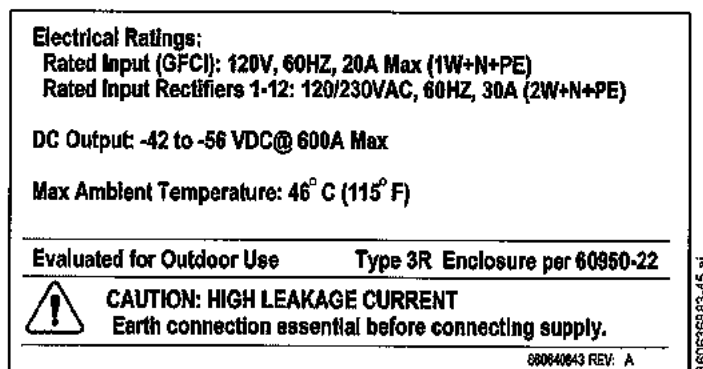 Electrical Ratings:
Rated Input (GFCI): 120V, 60HZ, 20A Max (1W+N+PE)
Rated Input Rectifiers 1-12: 120/230VAC, 60HZ, 30A (2W+N+PE)
DC Output: -42 to -56 VDC@ 600A Max
Max Ambient Temperature: 46° C (115° F)
Evaluated for Outdoor Use Type 3R Enclosure per 60950-22
CAUTION: HIGH LEAKAGE CURRENT
Earth connection essential before connecting supply.
860640843 REV: A